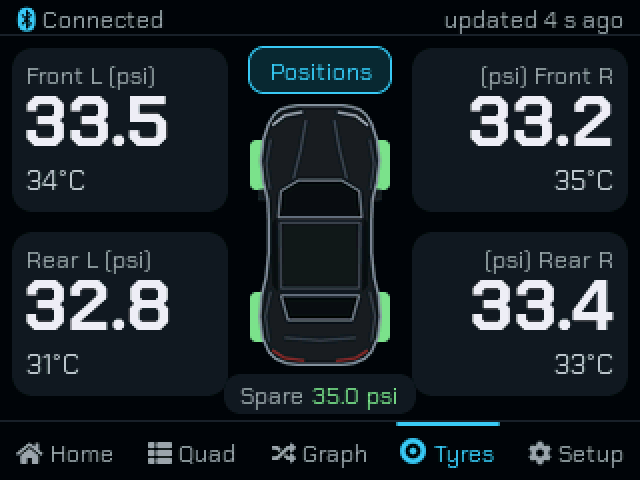 Connected
updated 4 s ago
Front L (psi)
33.5
34°C
Positions
(psi) Front R
33.2
35°C
Rear L (psi)
32.8
31°C
(psi) Rear R
33.4
33°C
Spare 35.0 psi
Home
Quad
Graph
Tyres
Setup